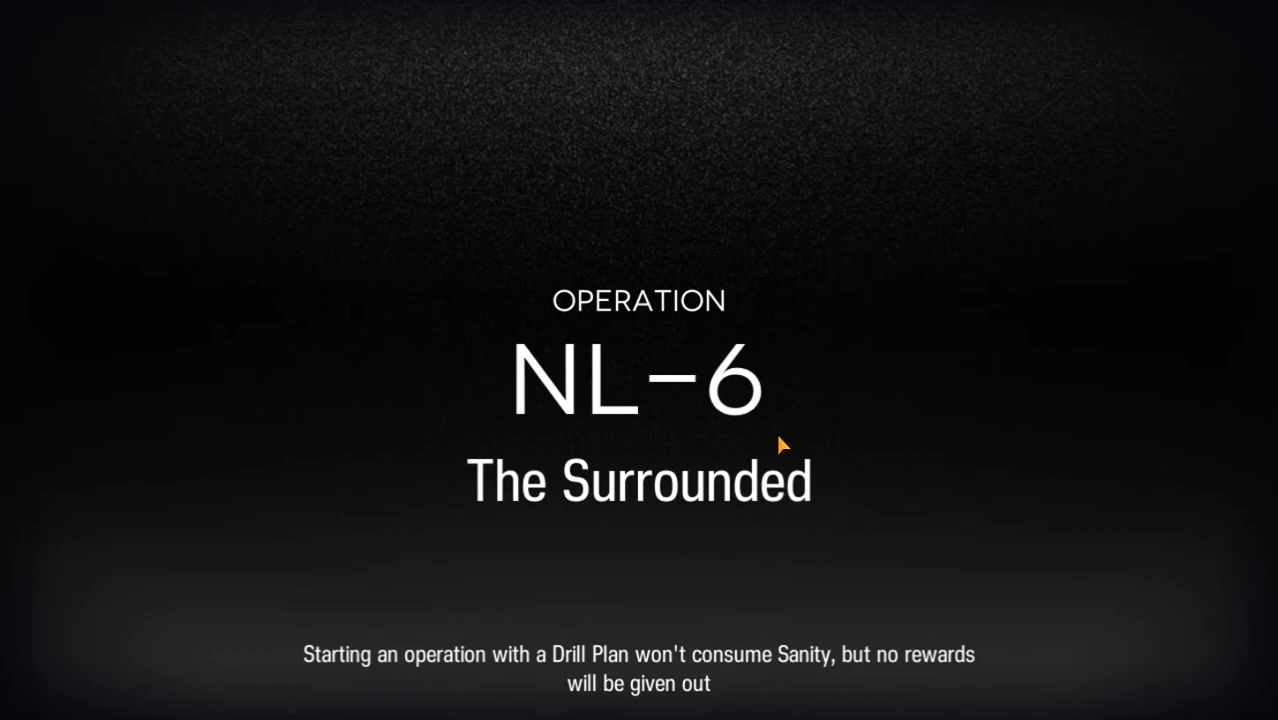 OPERATION
NL-6
The Surrounded
Starting an operation with a Drill Plan won't consume Sanity, but no rewards
will be given out